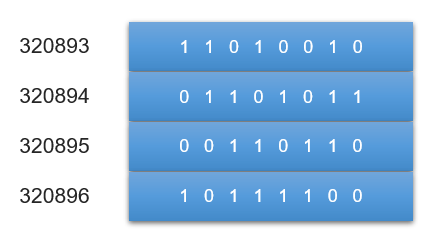 320893 1 1 0 1 0 0 1 0
320894 0 1 1 0 1 0 1 1
320895 0 0 1 1 0 1 1 0
320896 1 0 1 1 1 1 0 0